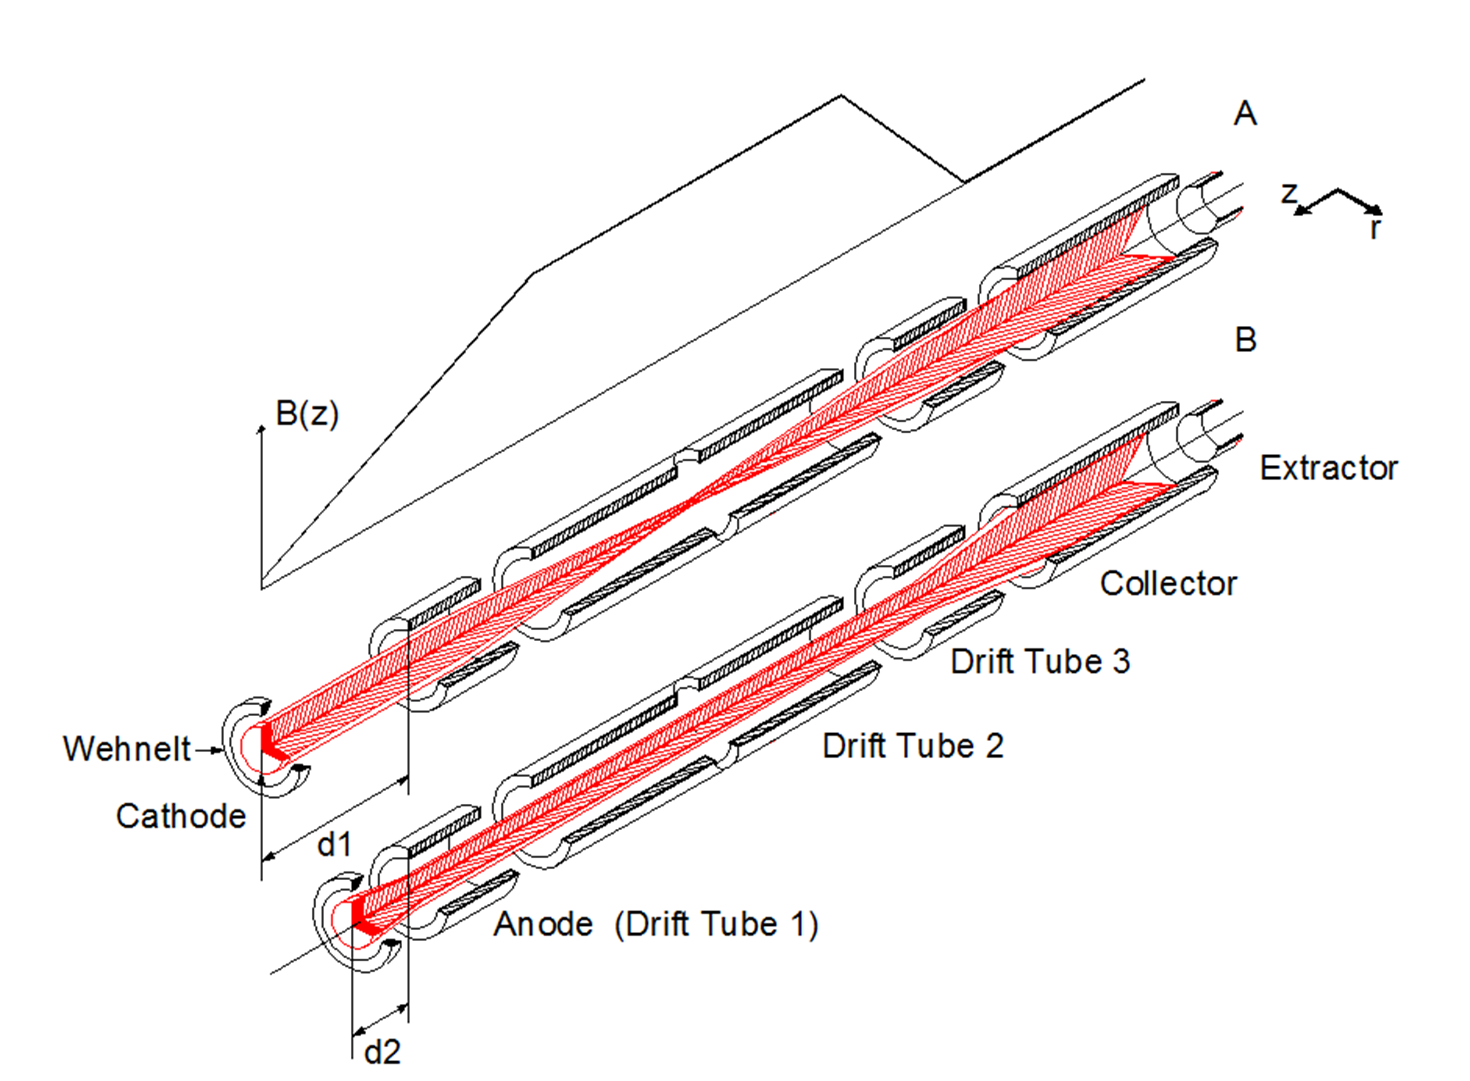 A
z
r
B
B(z)
Extractor
Collector
Drift Tube 3
Drift Tube 2
Wehnelt
Cathode
d1
Anode (Drift Tube 1)
d2